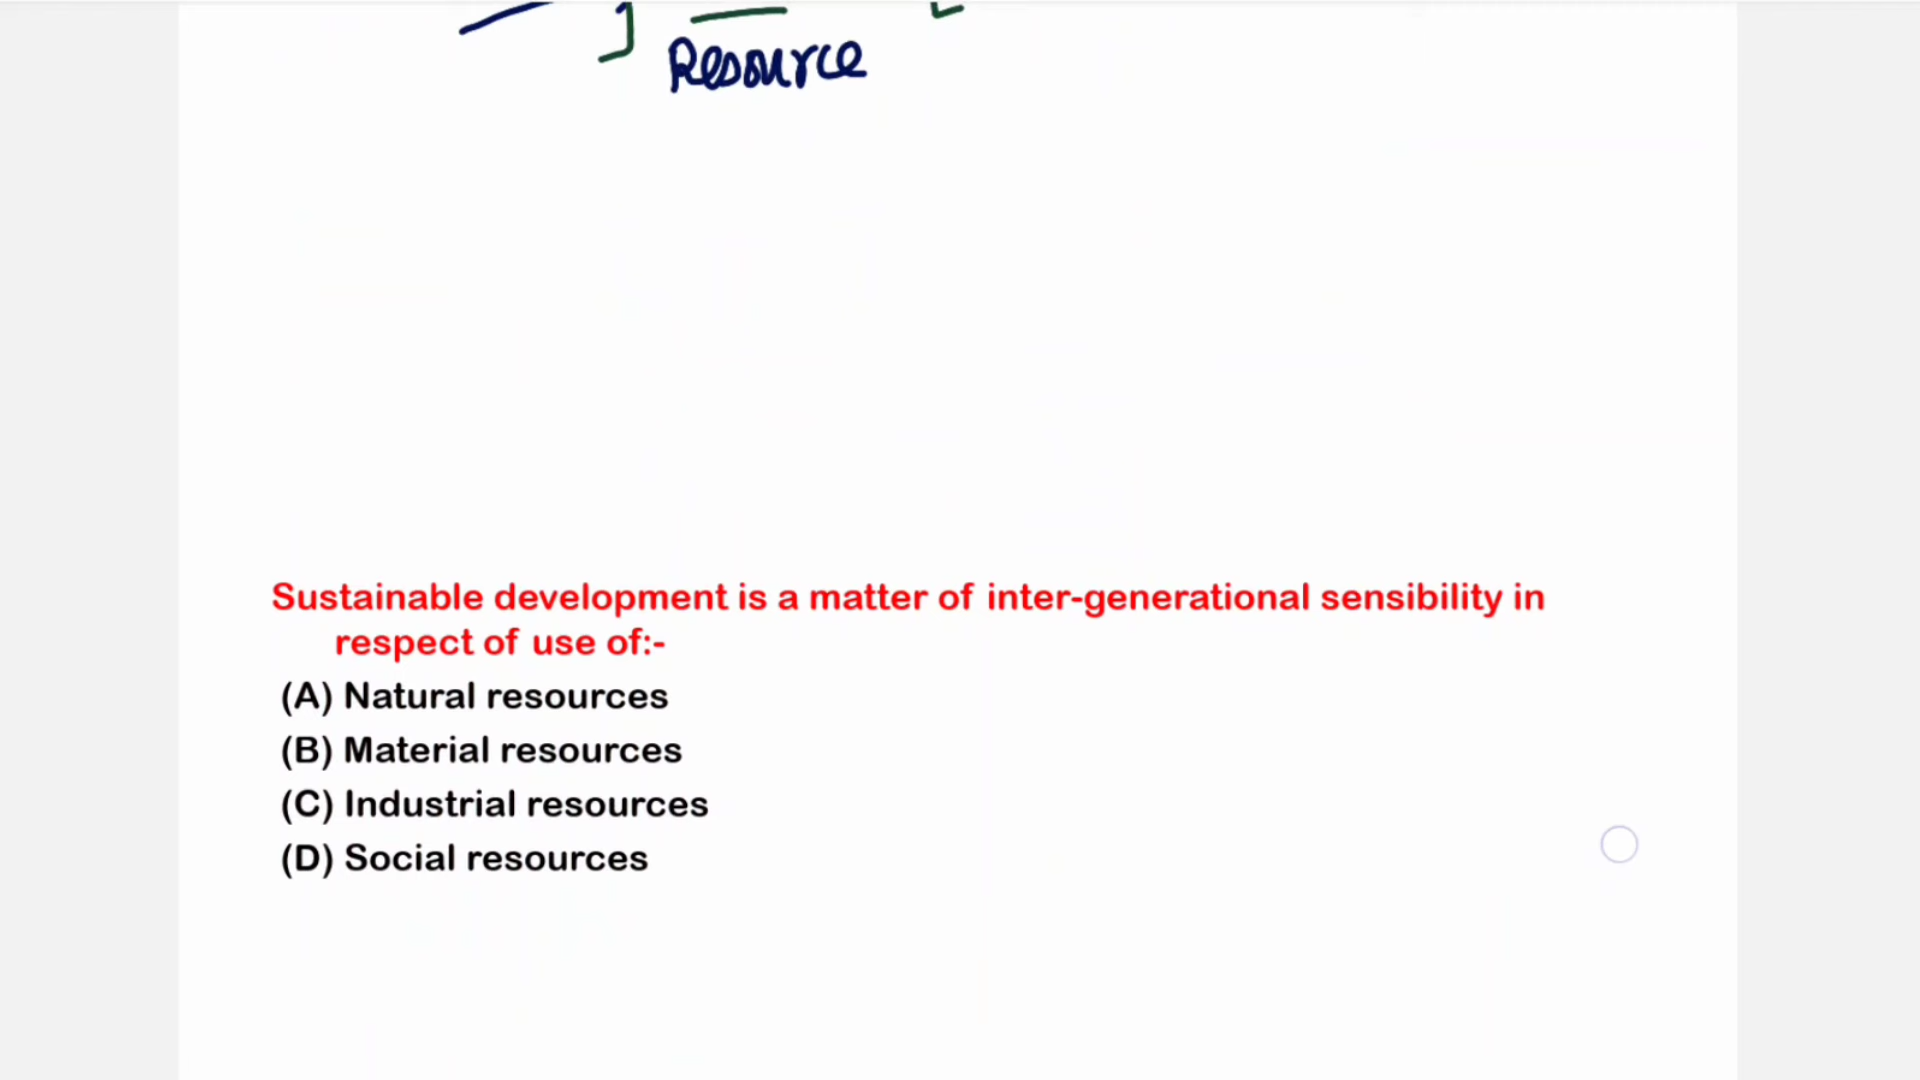 Resource
Sustainable development is a matter of inter-generational sensibility in
respect of use of:-
(A) Natural resources
(B) Material resources
(C) Industrial resources
(D) Social resources